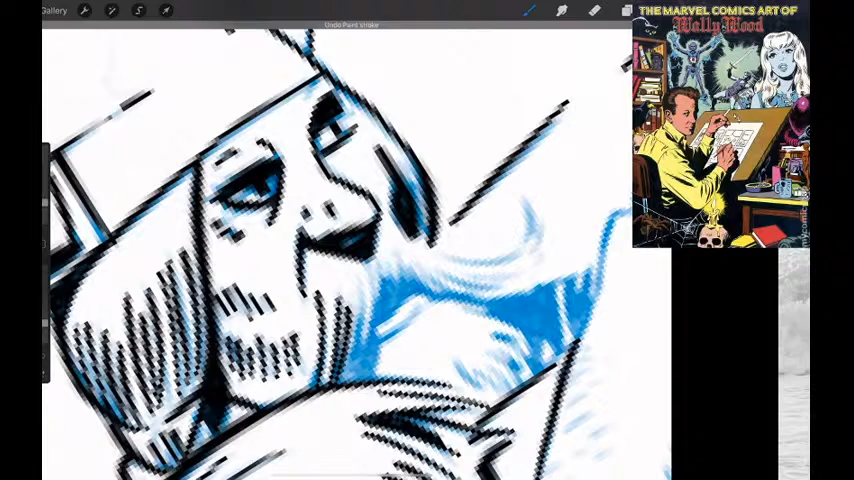 Gallery
Undo Paint stroke
THE MARVEL COMICS ART OF
Wally Wood